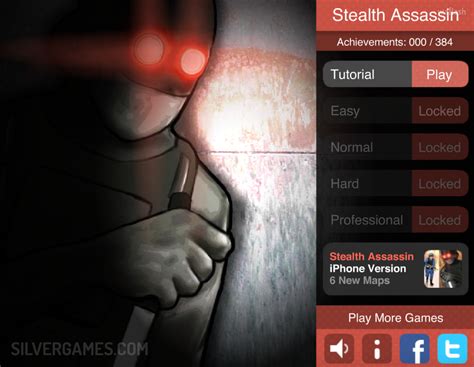 Stealth Assassin
Achievements: 000 / 384
Tutorial Play
Easy Locked
Normal Locked
Hard Locked
Professional Locked
Stealth Assassin
iPhone Version
6 New Maps
Play More Games
SILVERGAMES.COM